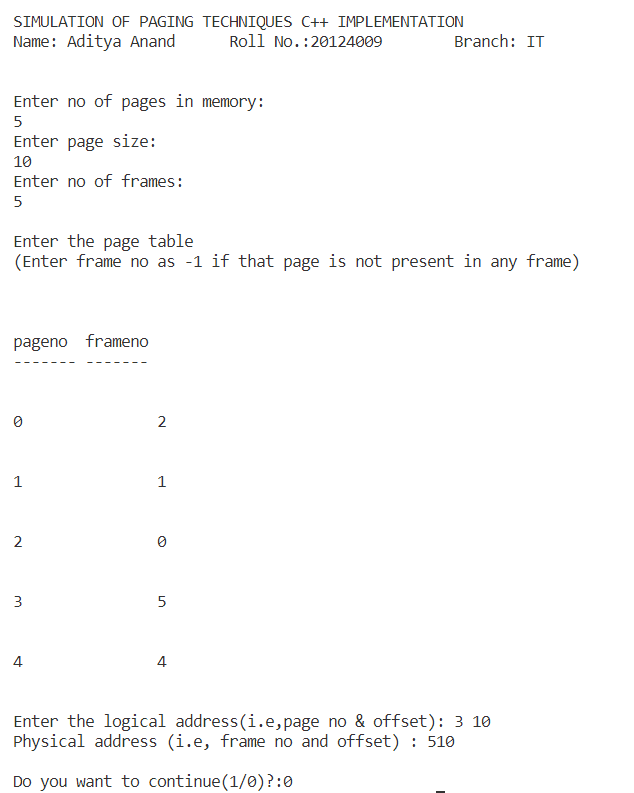 SIMULATION OF PAGING TECHNIQUES C++ IMPLEMENTATION
Name: Aditya Anand      Roll No.:20124009        Branch: IT
Enter no of pages in memory:
5
Enter page size:
10
Enter no of frames:
5
Enter the page table
(Enter frame no as -1 if that page is not present in any frame)
pageno  frameno
------- -------
0               2
1               1
2               0
3               5
4               4
Enter the logical address(i.e,page no & offset): 3 10
Physical address (i.e, frame no and offset) : 510
Do you want to continue(1/0)?:0